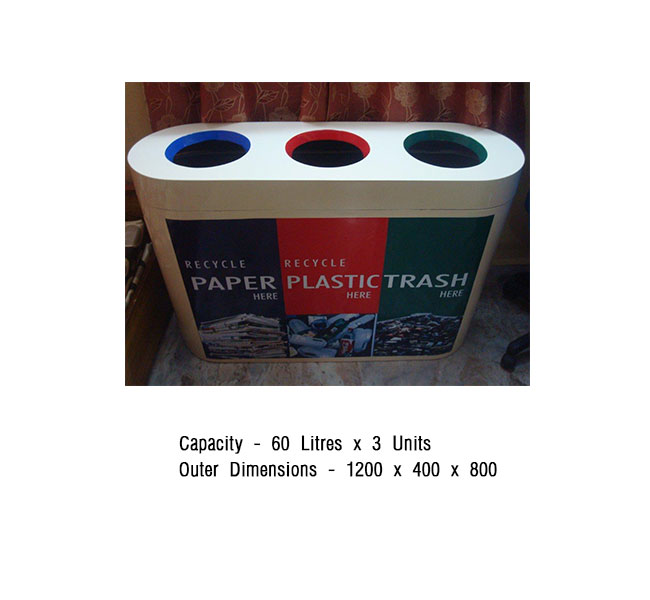 RECYCLE
PAPER
HERE
RECYCLE
PLASTIC
HERE
TRASH
HERE
Capacity - 60 Litres x 3 Units
Outer Dimensions - 1200 x 400 x 800